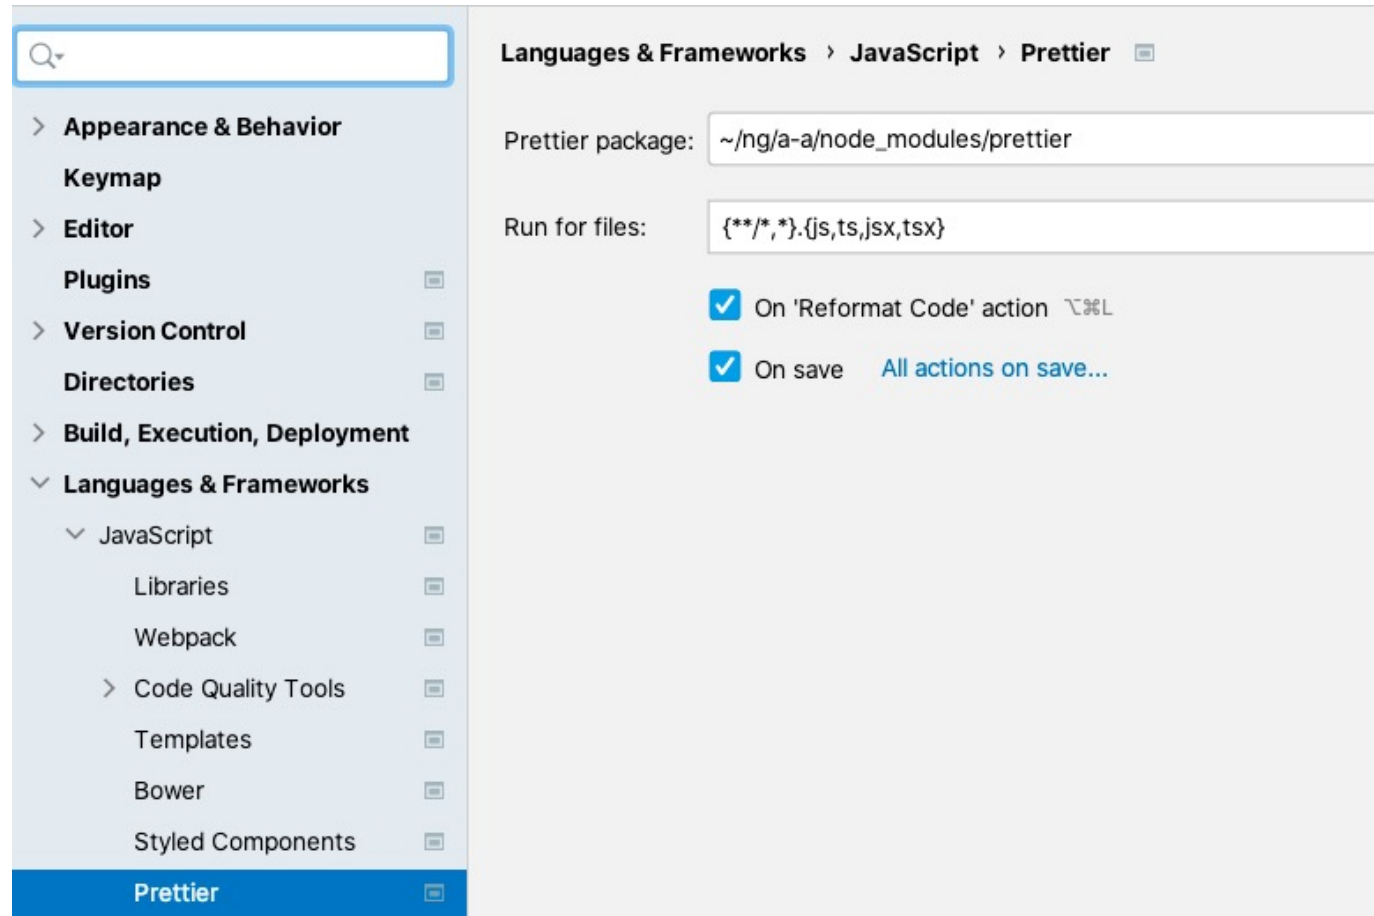 Appearance & Behavior
Keymap
Editor
Plugins
Version Control
Directories
Build, Execution, Deployment
Languages & Frameworks
JavaScript
Libraries
Webpack
Code Quality Tools
Templates
Bower
Styled Components
Prettier
Languages & Frameworks › JavaScript › Prettier
Prettier package: ~/ng/a-a/node_modules/prettier
Run for files: {**/*,*}.{js,ts,jsx,tsx}
On 'Reformat Code' action ⌥⌘L
On save All actions on save...